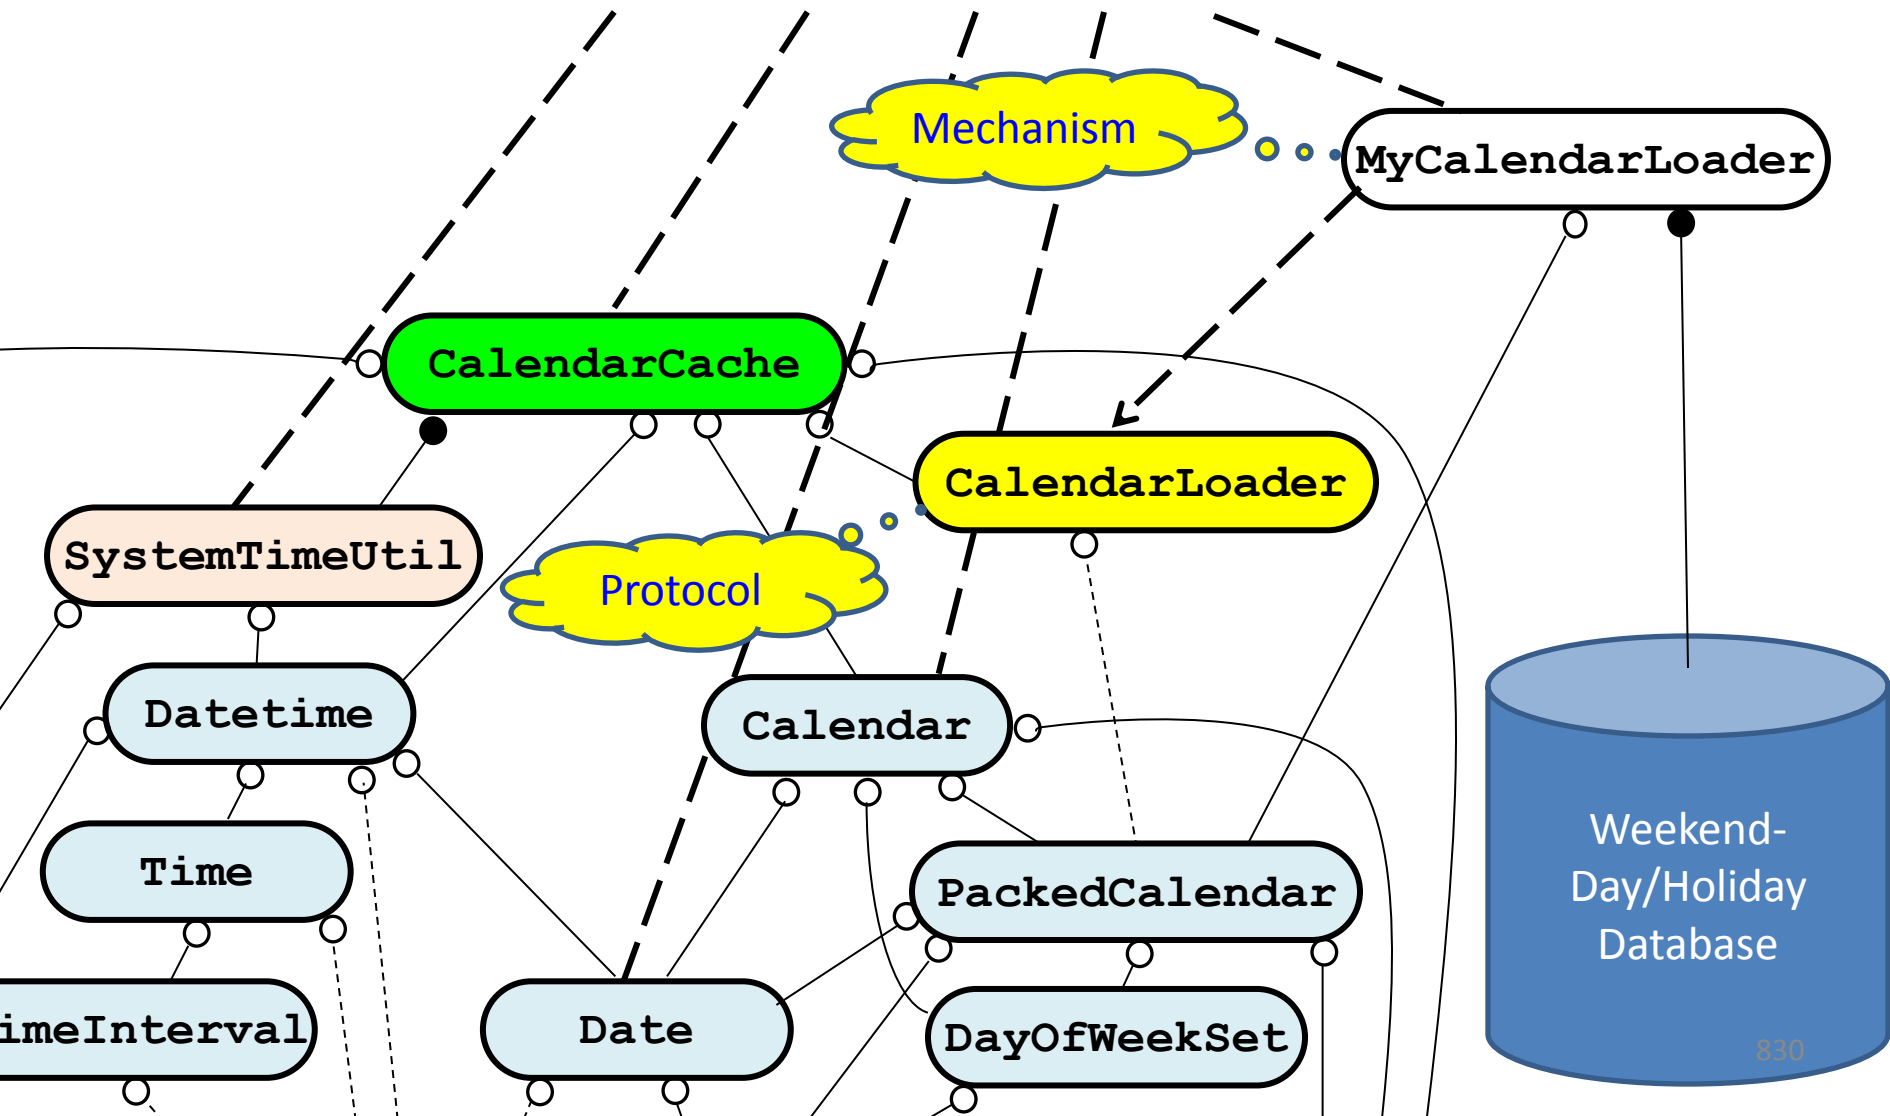 Mechanism
MyCalendarLoader
CalendarCache
CalendarLoader
SystemTimeUtil
Protocol
Datetime
Calendar
Weekend-
Day/Holiday
Database
Time
PackedCalendar
imeInterval
Date
DayOfWeekSet
830